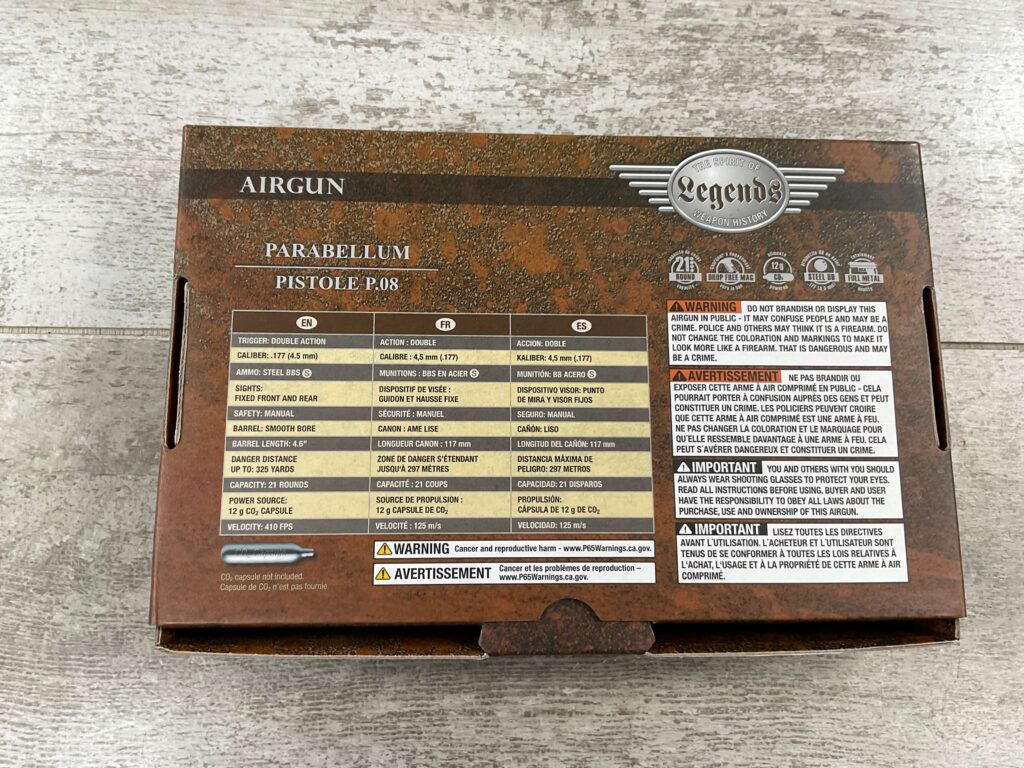 AIRGUN
THE SPIRIT OF
Legends
WEAPON HISTORY
PARABELLUM
PISTOLE P.08
21 ROUND
DROP FREE MAG
12g CO₂
STEEL BB
FULL METAL
EN
TRIGGER: DOUBLE ACTION
CALIBER: .177 (4.5 mm)
AMMO: STEEL BBS S
SIGHTS:
FIXED FRONT AND REAR
SAFETY: MANUAL
BARREL: SMOOTH BORE
BARREL LENGTH: 4.6"
DANGER DISTANCE
UP TO: 325 YARDS
CAPACITY: 21 ROUNDS
POWER SOURCE:
12 g CO₂ CAPSULE
VELOCITY: 410 FPS
FR
ACTION : DOUBLE
CALIBRE : 4,5 mm (.177)
MUNITIONS : BBS EN ACIER S
DISPOSITIF DE VISÉE :
GUIDON ET HAUSSE FIXE
SÉCURITÉ : MANUEL
CANON : AME LISE
LONGUEUR CANON : 117 mm
ZONE DE DANGER S'ÉTENDANT
JUSQU'À 297 MÈTRES
CAPACITÉ : 21 COUPS
SOURCE DE PROPULSION :
12 g CAPSULE DE CO₂
VELOCITÉ : 125 m/s
ES
ACCION: DOBLE
KALIBER: 4,5 mm (.177)
MUNITIÓN: BB ACERO S
DISPOSITIVO VISOR: PUNTO
DE MIRA Y VISOR FIJOS
SEGURO: MANUAL
CAÑÓN: LISO
LONGITUD DEL CAÑÓN: 117 mm
DISTANCIA MÁXIMA DE
PELIGRO: 297 METROS
CAPACIDAD: 21 DISPAROS
PROPULSIÓN:
CÁPSULA DE 12 g DE CO₂
VELOCIDAD: 125 m/s
CO₂ capsule not included.
Capsule de CO₂ n'est pas fournie
WARNING Cancer and reproductive harm - www.P65Warnings.ca.gov.
AVERTISSEMENT Cancer et les problèmes de reproduction –
www.P65Warnings.ca.gov.
WARNING DO NOT BRANDISH OR DISPLAY THIS
AIRGUN IN PUBLIC - IT MAY CONFUSE PEOPLE AND MAY BE A
CRIME. POLICE AND OTHERS MAY THINK IT IS A FIREARM. DO
NOT CHANGE THE COLORATION AND MARKINGS TO MAKE IT
LOOK MORE LIKE A FIREARM. THAT IS DANGEROUS AND MAY
BE A CRIME.
AVERTISSEMENT NE PAS BRANDIR OU
EXPOSER CETTE ARME À AIR COMPRIMÉ EN PUBLIC - CELA
POURRAIT PORTER À CONFUSION AUPRÈS DES GENS ET PEUT
CONSTITUER UN CRIME. LES POLICIERS PEUVENT CROIRE
QUE CETTE ARME À AIR COMPRIMÉ EST UNE ARME À FEU.
NE PAS CHANGER LA COLORATION ET LE MARQUAGE POUR
QU'ELLE RESSEMBLE DAVANTAGE À UNE ARME À FEU. CELA
PEUT S'AVÉRER DANGEREUX ET CONSTITUER UN CRIME.
IMPORTANT YOU AND OTHERS WITH YOU SHOULD
ALWAYS WEAR SHOOTING GLASSES TO PROTECT YOUR EYES.
READ ALL INSTRUCTIONS BEFORE USING. BUYER AND USER
HAVE THE RESPONSIBILITY TO OBEY ALL LAWS ABOUT THE
PURCHASE, USE AND OWNERSHIP OF THIS AIRGUN.
IMPORTANT LISEZ TOUTES LES DIRECTIVES
AVANT L'UTILISATION. L'ACHETEUR ET L'UTILISATEUR SONT
TENUS DE SE CONFORMER À TOUTES LES LOIS RELATIVES À
L'ACHAT, L'USAGE ET À LA PROPRIÉTÉ DE CETTE ARME À AIR
COMPRIMÉ.